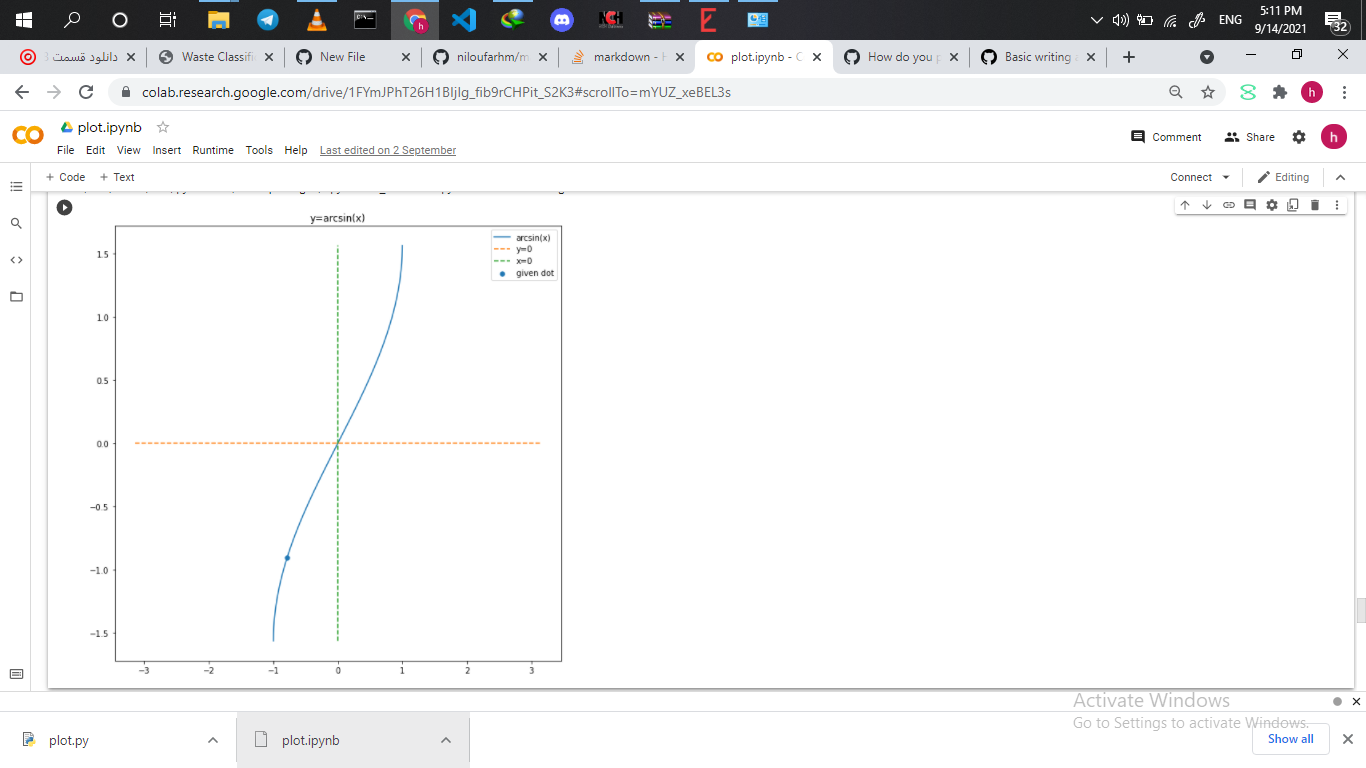 ENG
5:11 PM
9/14/2021
32
دانلود قسمت 3
Waste Classifi
New File
niloufarhm/m
markdown - H
plot.ipynb - C
How do you p
Basic writing a
colab.research.google.com/drive/1FYmJPhT26H1BIjIg_fib9rCHPit_S2K3#scrollTo=mYUZ_xeBEL3s
h
plot.ipynb
File Edit View Insert Runtime Tools Help Last edited on 2 September
Comment
Share
h
+ Code + Text
Connect
Editing
y=arcsin(x)
arcsin(x)
y=0
x=0
given dot
1.5
1.0
0.5
0.0
−0.5
−1.0
−1.5
−3 −2 −1 0 1 2 3
Activate Windows
Go to Settings to activate Windows.
plot.py
plot.ipynb
Show all